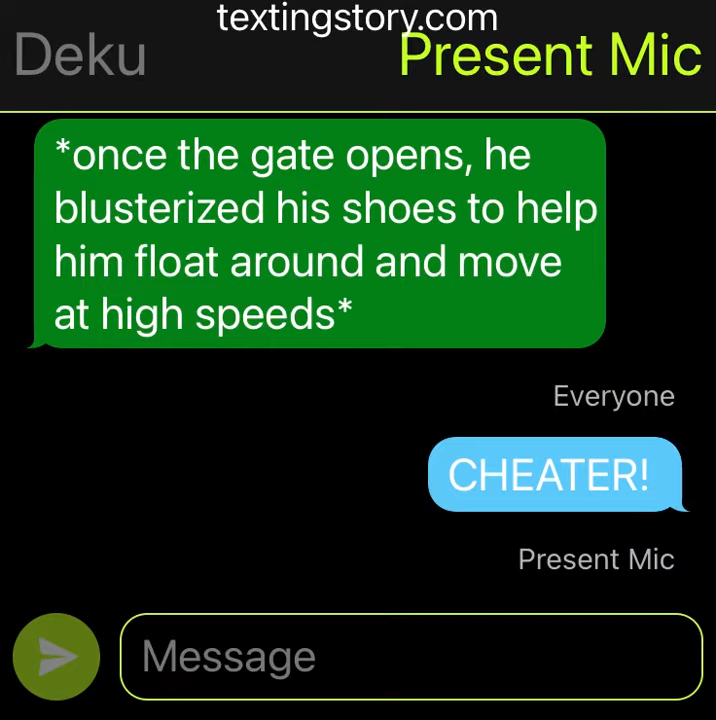 textingstory.com
Deku Present Mic
*once the gate opens, he
blusterized his shoes to help
him float around and move
at high speeds*
Everyone
CHEATER!
Present Mic
Message